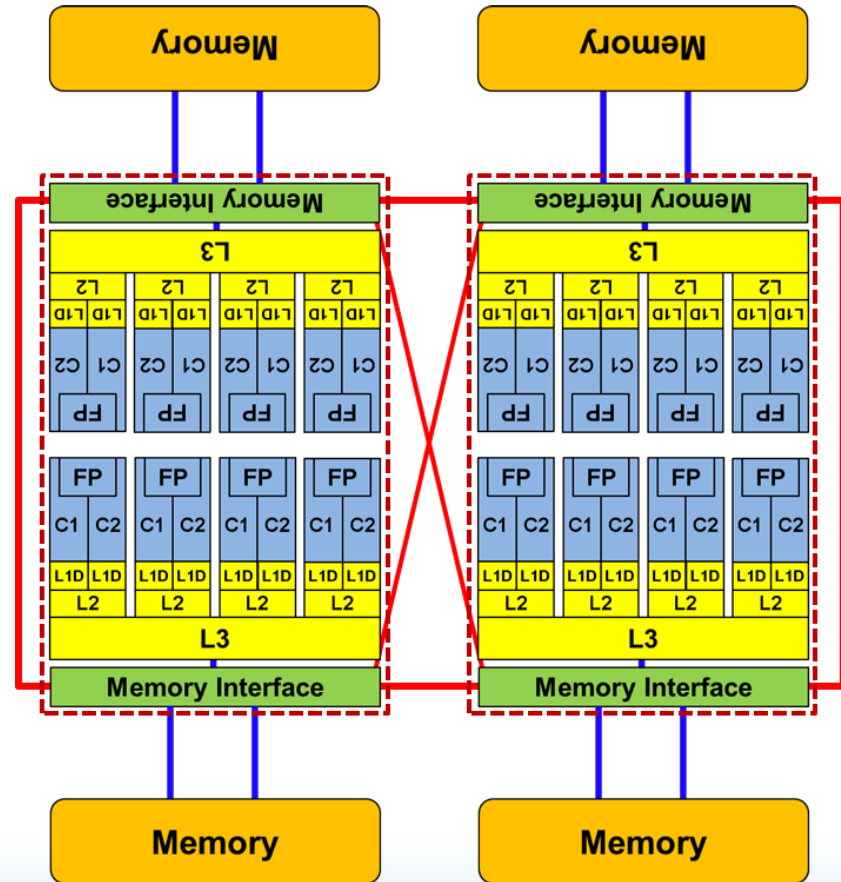 Memory Memory
Memory Interface Memory Interface
L3 L3
L2 L2 L2 L2 L2 L2 L2 L2
L1D L1D L1D L1D L1D L1D L1D L1D L1D L1D L1D L1D L1D L1D L1D L1D
C2 C1 C2 C1 C2 C1 C2 C1 C2 C1 C2 C1 C2 C1 C2 C1
FP FP FP FP FP FP FP FP
FP FP FP FP FP FP FP FP
C1 C2 C1 C2 C1 C2 C1 C2 C1 C2 C1 C2 C1 C2 C1 C2
L1D L1D L1D L1D L1D L1D L1D L1D L1D L1D L1D L1D L1D L1D L1D L1D
L2 L2 L2 L2 L2 L2 L2 L2
L3 L3
Memory Interface Memory Interface
Memory Memory